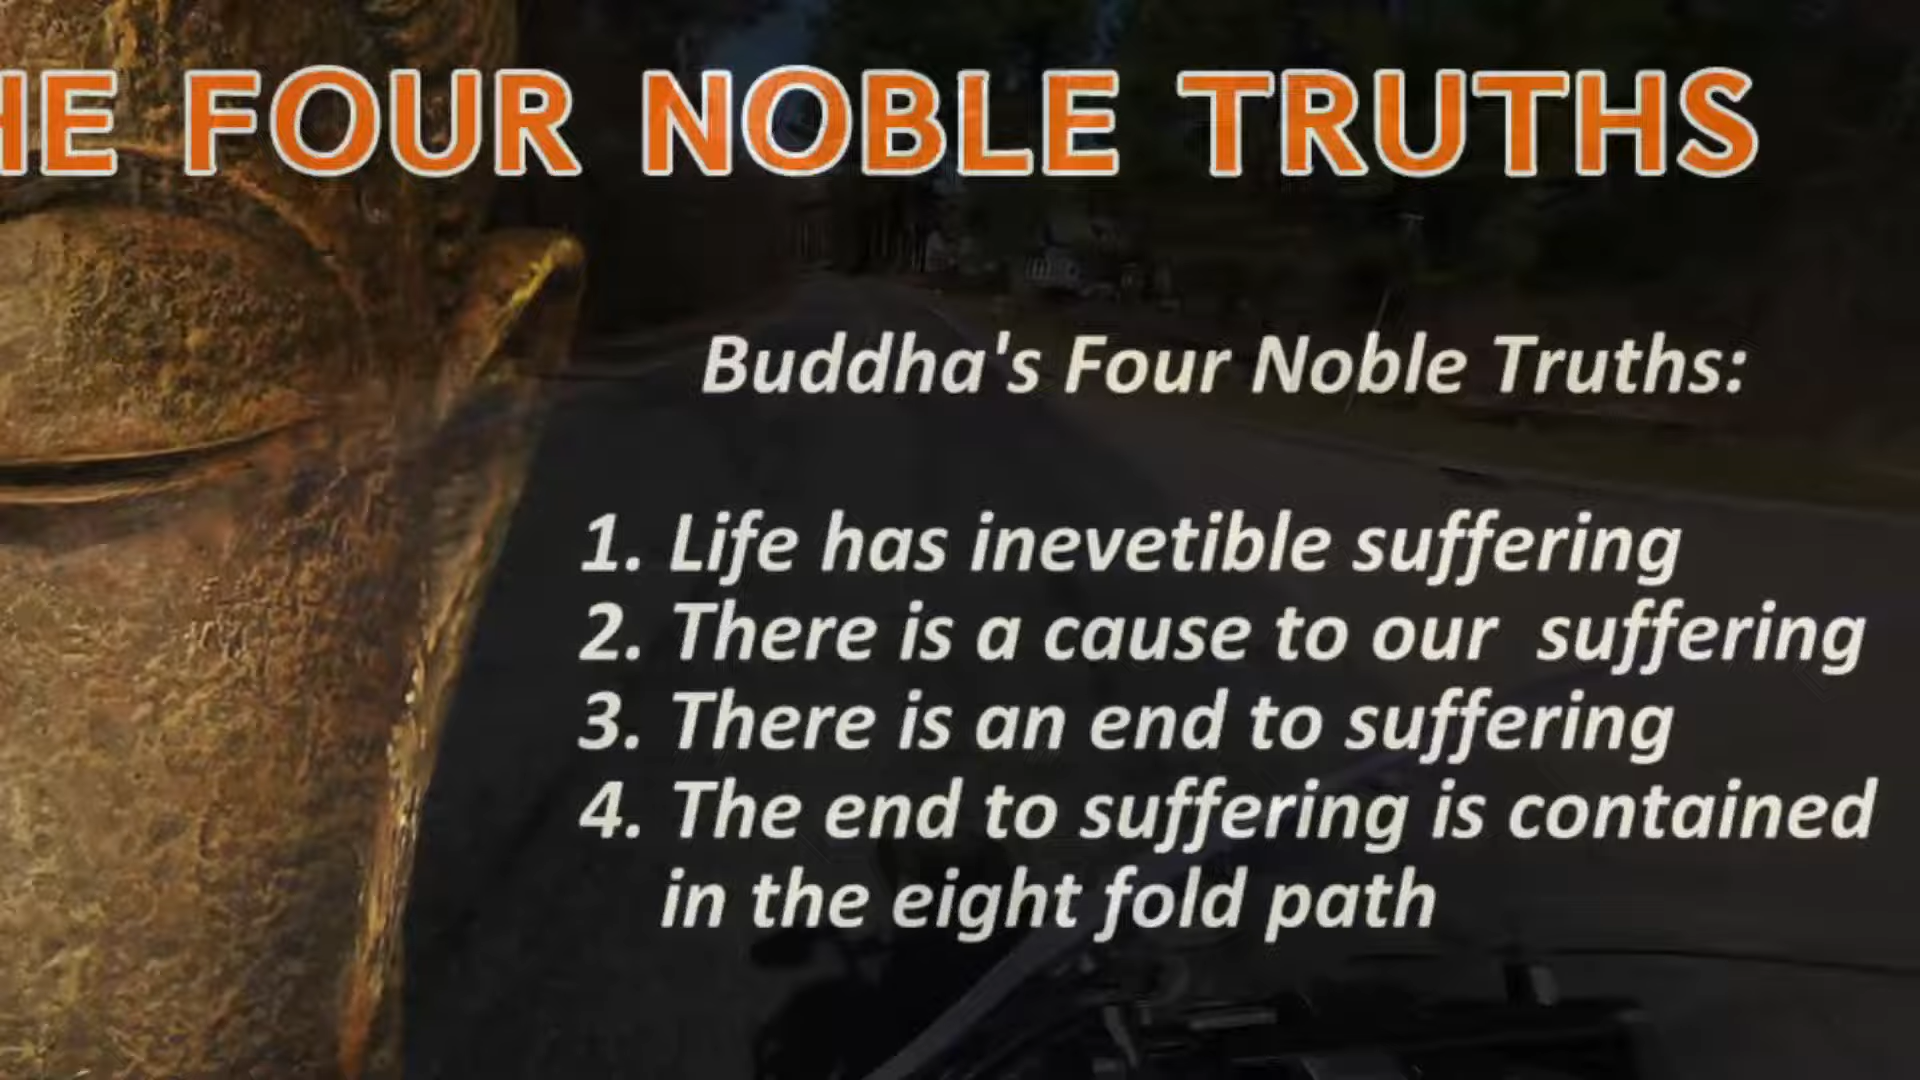 HE FOUR NOBLE TRUTHS
Buddha's Four Noble Truths:
1. Life has inevetible suffering
2. There is a cause to our  suffering
3. There is an end to suffering
4. The end to suffering is contained
in the eight fold path